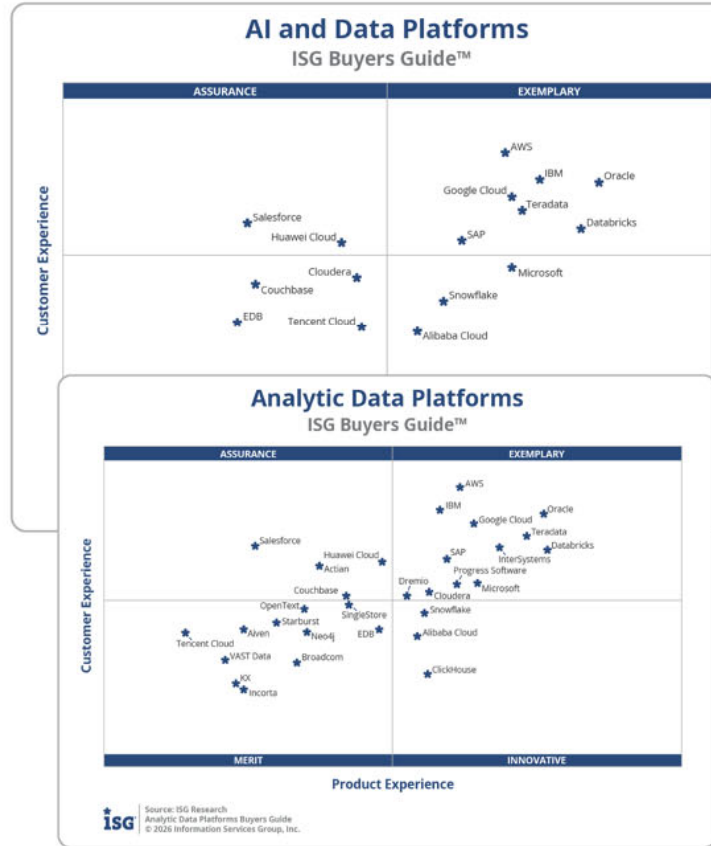 AI and Data Platforms
ISG Buyers Guide™
ASSURANCE
EXEMPLARY
AWS
IBM
Oracle
Google Cloud
Teradata
Salesforce
Databricks
Huawei Cloud
SAP
Cloudera
Microsoft
Couchbase
Snowflake
EDB
Tencent Cloud
Alibaba Cloud
Customer Experience
Analytic Data Platforms
ISG Buyers Guide™
ASSURANCE
EXEMPLARY
AWS
IBM
Oracle
Google Cloud
Teradata
Salesforce
Databricks
Huawei Cloud
SAP
InterSystems
Actian
Progress Software
Dremio
Microsoft
Couchbase
Cloudera
OpenText
SingleStore
Snowflake
Starburst
Aiven
Neo4j
EDB
Alibaba Cloud
Tencent Cloud
VAST Data
Broadcom
ClickHouse
KX
Incorta
Customer Experience
MERIT
INNOVATIVE
Product Experience
ISG
Source: ISG Research
Analytic Data Platforms Buyers Guide
© 2026 Information Services Group, Inc.